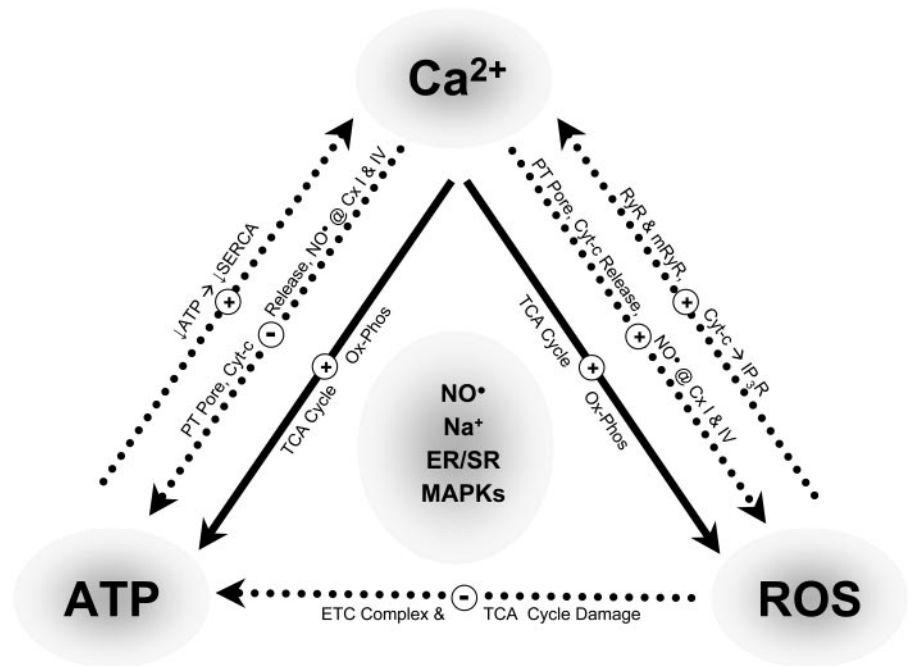 Ca²⁺
↓ATP → ↓SERCA
+
PT Pore, Cyt-c - Release, NO• @ Cx I & IV
TCA Cycle + Ox-Phos
TCA Cycle + Ox-Phos
PT Pore, Cyt-c Release, + NO• @ Cx I & IV
RyR & mRyR, + Cyt-c → IP₃R
NO•
Na⁺
ER/SR
MAPKs
ATP
ETC Complex & - TCA Cycle Damage
ROS